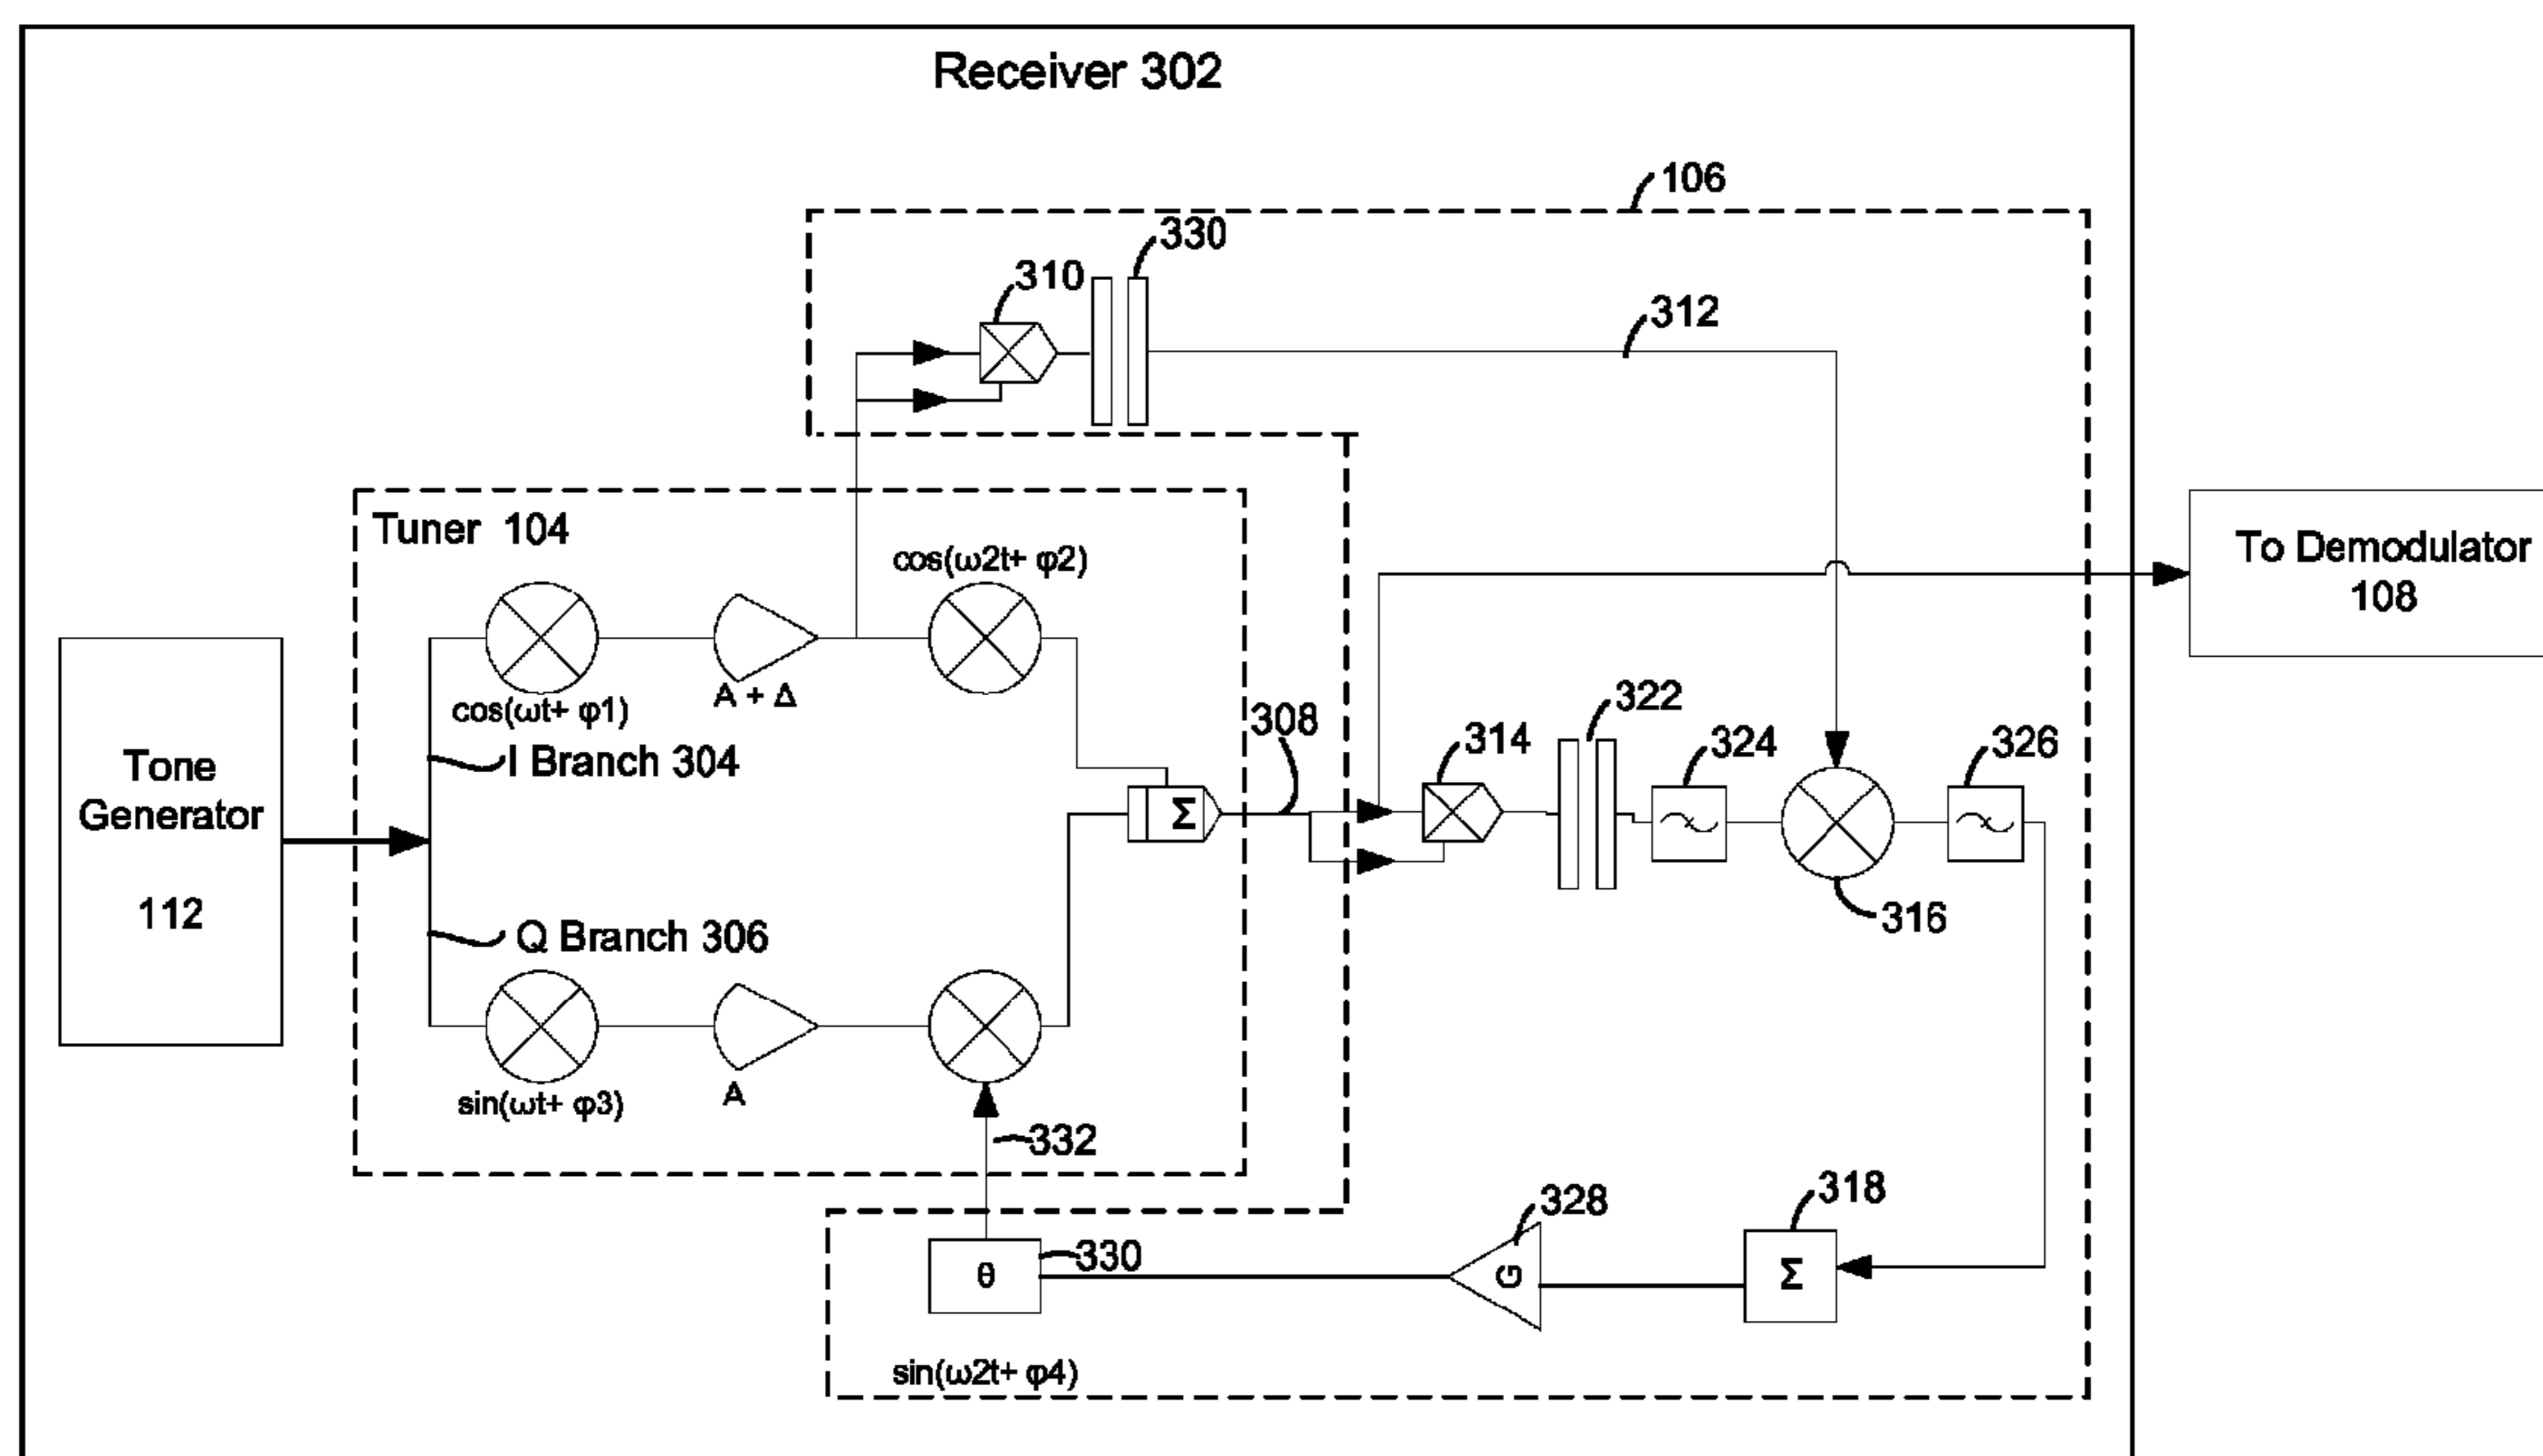 Receiver 302
106
330
310
312
Tuner 104
cos(ω2t+ φ2)
To Demodulator
108
cos(ωt+ φ1)
A + Δ
I Branch 304
308
314
322
324
326
Tone
Generator
112
Σ
316
Q Branch 306
sin(ωt+ φ3)
A
332
330
θ
328
G
318
Σ
sin(ω2t+ φ4)